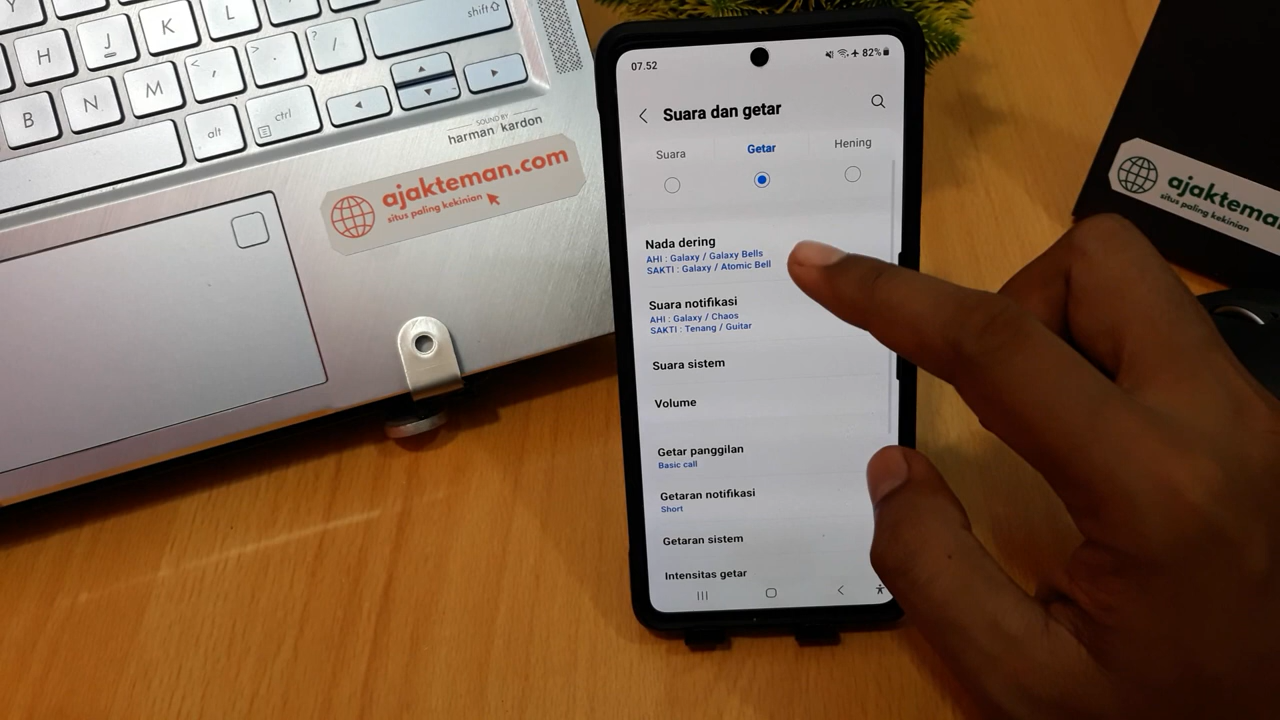 Y
shift
H
J
K
L
?
/
>
.
<
,
B
N
M
alt
ctrl
SOUND BY
harman / kardon
ajakteman.com
situs paling kekinian
07.52
82%
Suara dan getar
Suara
Getar
Hening
Nada dering
AHI : Galaxy / Galaxy Bells
SAKTI : Galaxy / Atomic Bell
Suara notifikasi
AHI : Galaxy / Chaos
SAKTI : Tenang / Guitar
Suara sistem
Volume
Getar panggilan
Basic call
Getaran notifikasi
Short
Getaran sistem
Intensitas getar
ajakteman
situs paling kekinian